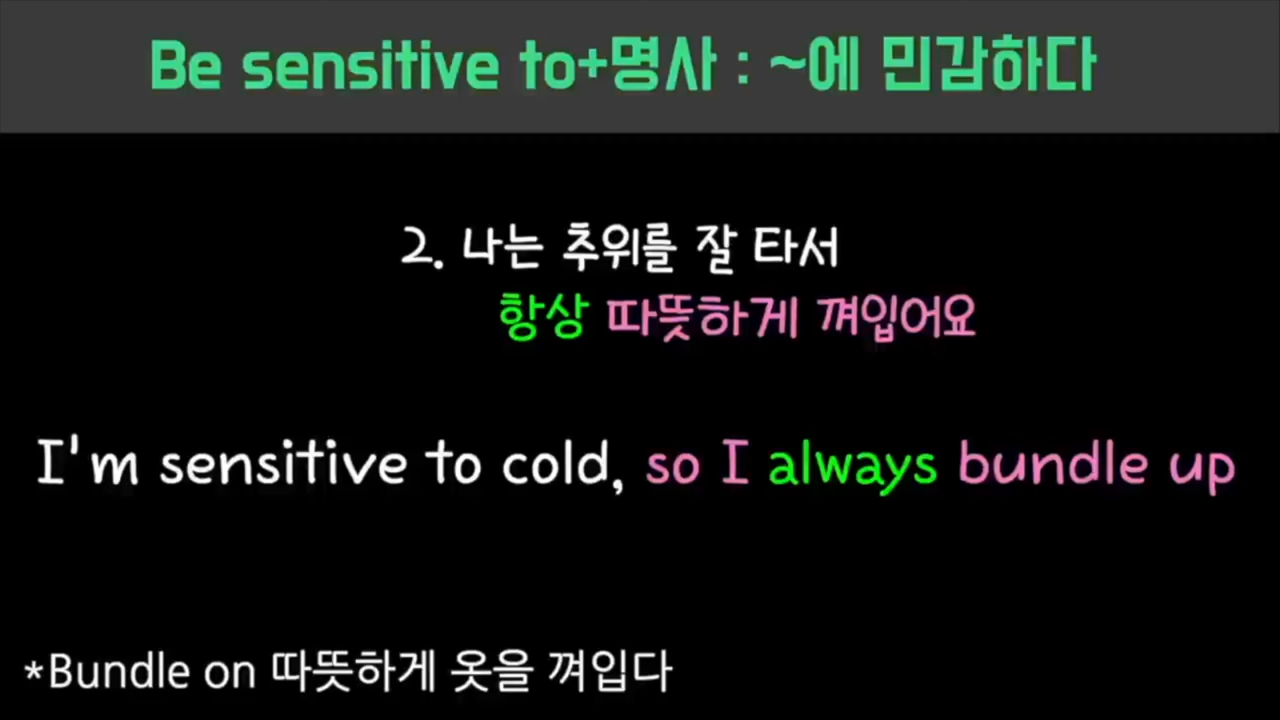 Be sensitive to+명사 : ~에 민감하다
2. 나는 추위를 잘 타서
항상 따뜻하게 껴입어요
I'm sensitive to cold, so I always bundle up
*Bundle on 따뜻하게 옷을 껴입다